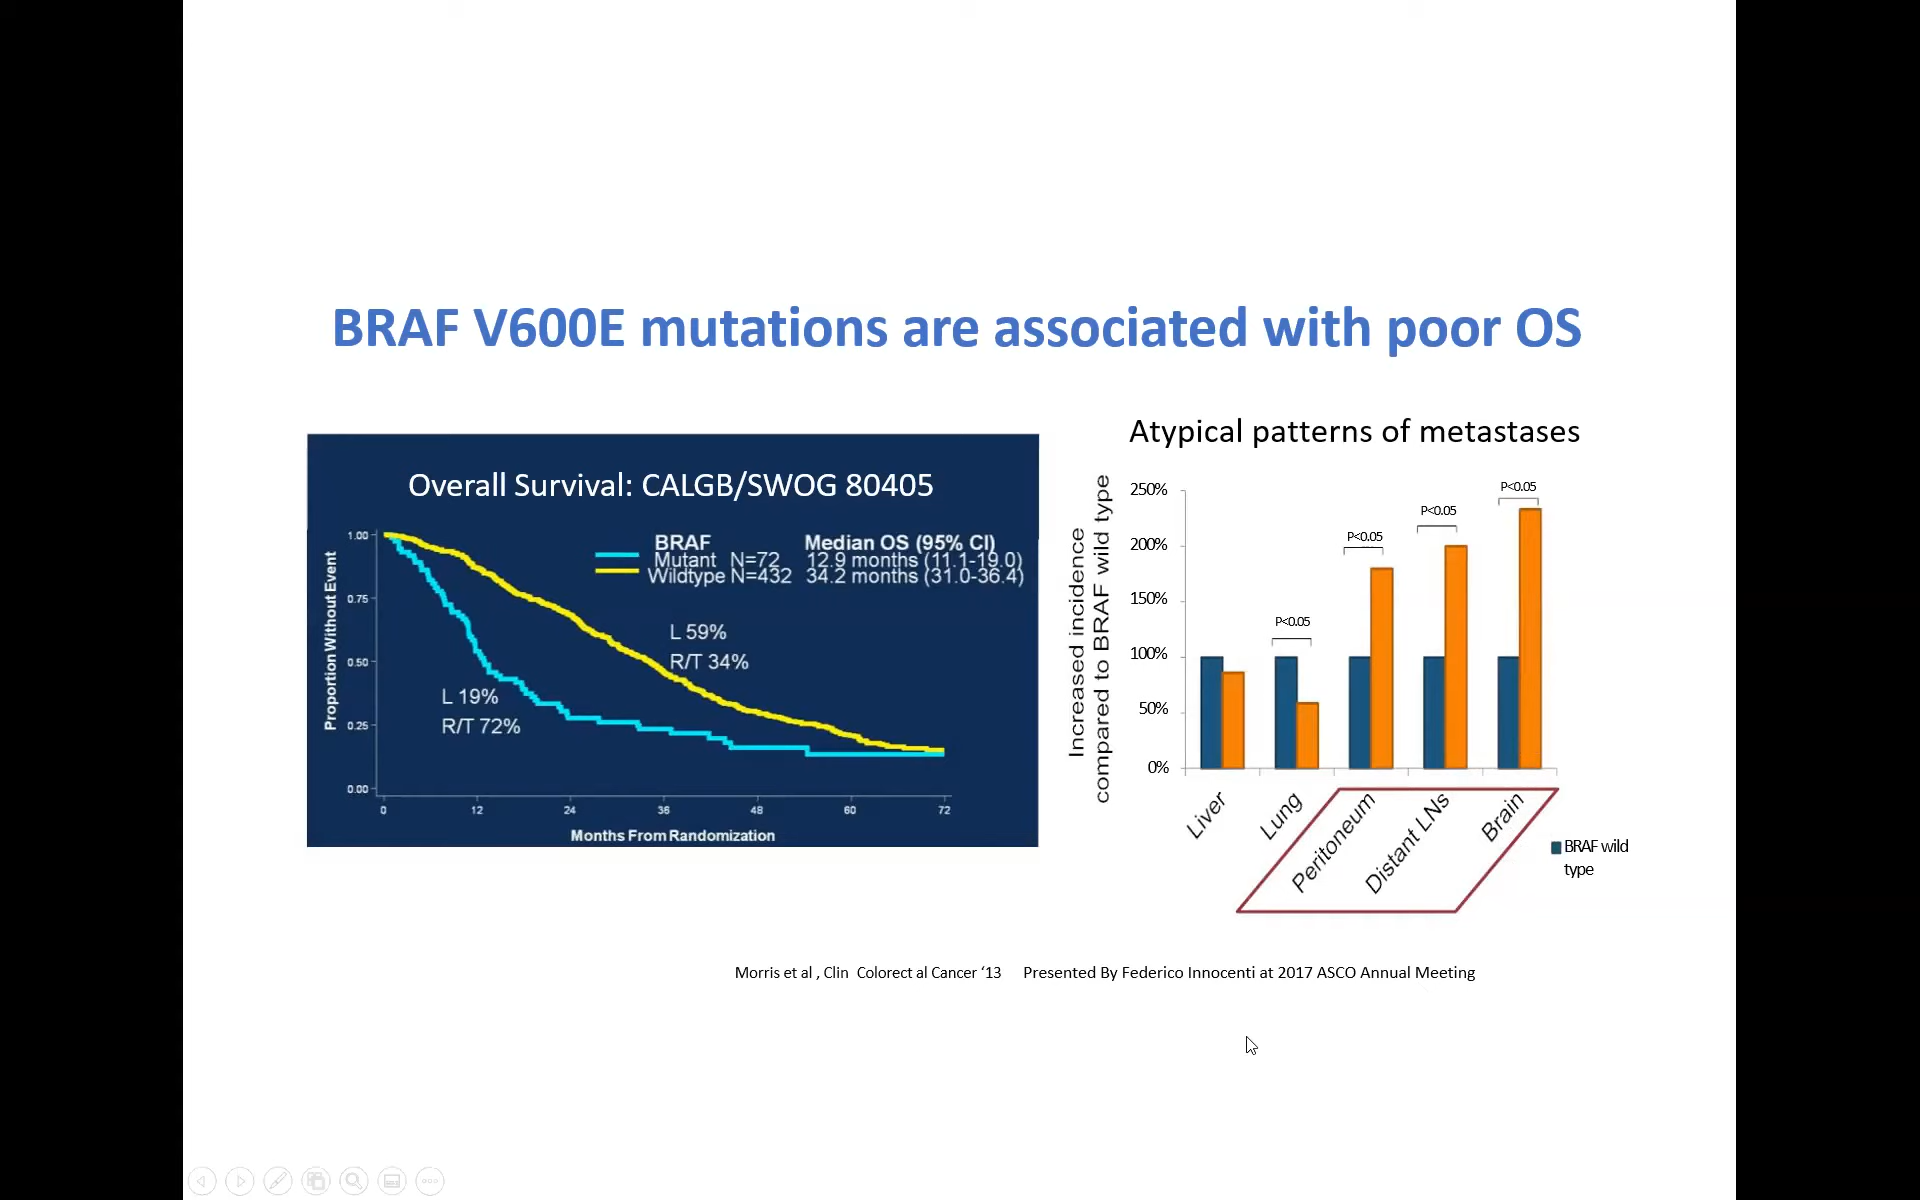 BRAF V600E mutations are associated with poor OS
Overall Survival: CALGB/SWOG 80405
BRAF Median OS (95% CI)
Mutant N=72 12.9 months (11.1-19.0)
Wildtype N=432 34.2 months (31.0-36.4)
L 59%
R/T 34%
L 19%
R/T 72%
Proportion Without Event
1.00
0.75
0.50
0.25
0.00
0 12 24 36 48 60 72
Months From Randomization
Atypical patterns of metastases
Increased incidence
compared to BRAF wild type
250%
200%
150%
100%
50%
0%
P<0.05
P<0.05
P<0.05
P<0.05
Liver
Lung
Peritoneum
Distant LNs
Brain
BRAF wild
type
Morris et al , Clin Colorect al Cancer ‘13 Presented By Federico Innocenti at 2017 ASCO Annual Meeting